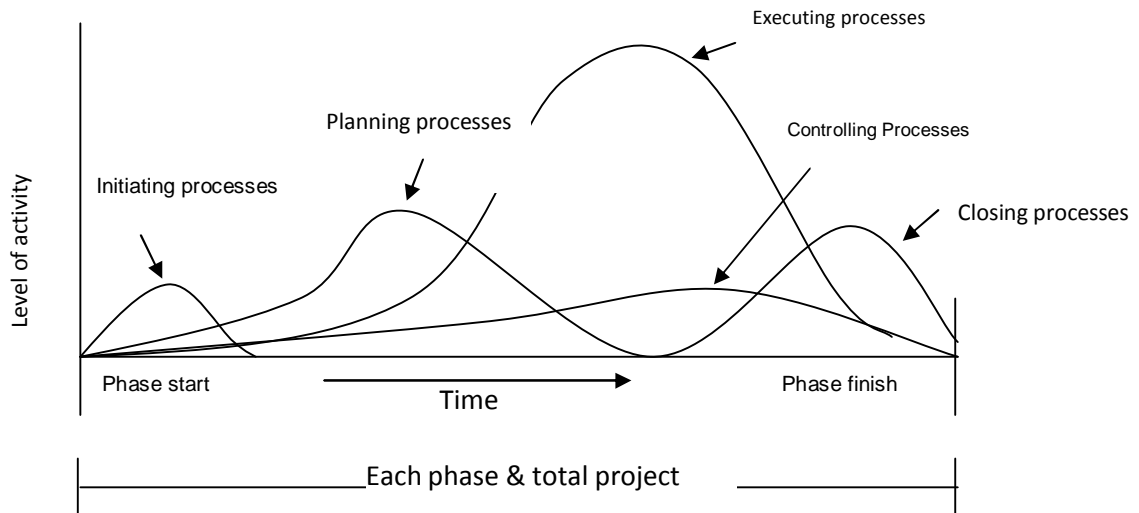 Executing processes
Planning processes
Controlling Processes
Initiating processes
Closing processes
Level of activity
Phase start
Phase finish
Time
Each phase & total project